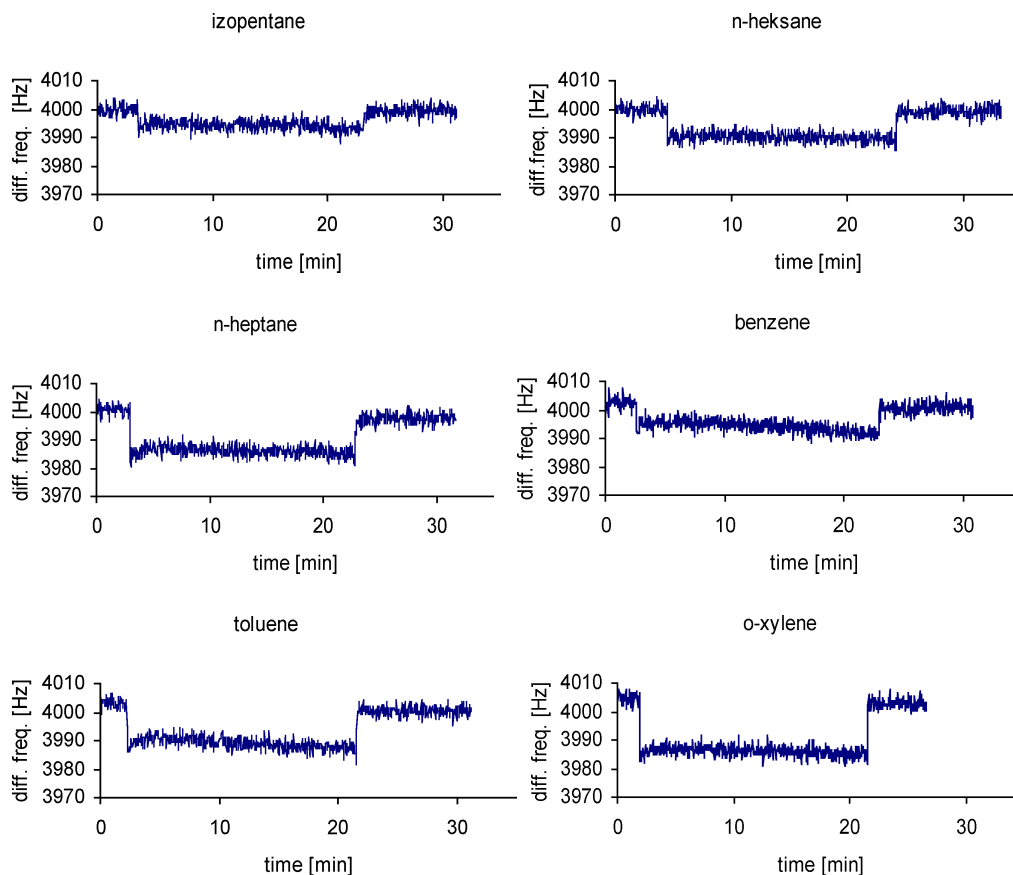 izopentane
diff. freq. [Hz]
4010
4000
3990
3980
3970
0 10 20 30
time [min]
n-heksane
diff.freq. [Hz]
4010
4000
3990
3980
3970
0 10 20 30
time [min]
n-heptane
diff. freq. [Hz]
4010
4000
3990
3980
3970
0 10 20 30
time [min]
benzene
diff. freq. [Hz]
4010
4000
3990
3980
3970
0 10 20 30
time [min]
toluene
diff. freq. [Hz]
4010
4000
3990
3980
3970
0 10 20 30
time [min]
o-xylene
diff. freq. [Hz]
4010
4000
3990
3980
3970
0 10 20 30
time [min]